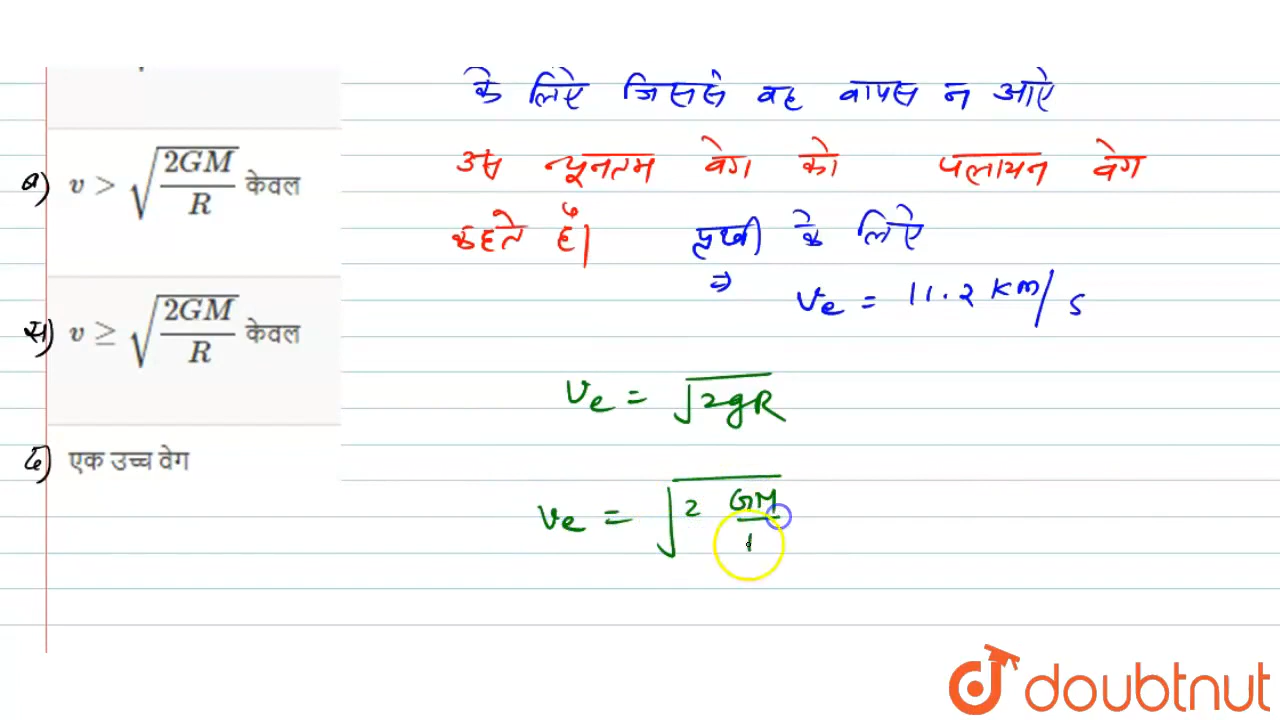 के लिए जिससे वह वापस न आऐ
उस न्यूनतम वेग को पलायन वेग
कहते हैं। पृथ्वी के लिए
⇒ Ve = 11.2 km/s
ब) v > √(2GM/R) केवल
स) v ≥ √(2GM/R) केवल
द) एक उच्च वेग
Ve = √2gR
Ve = √2 GM
doubtnut